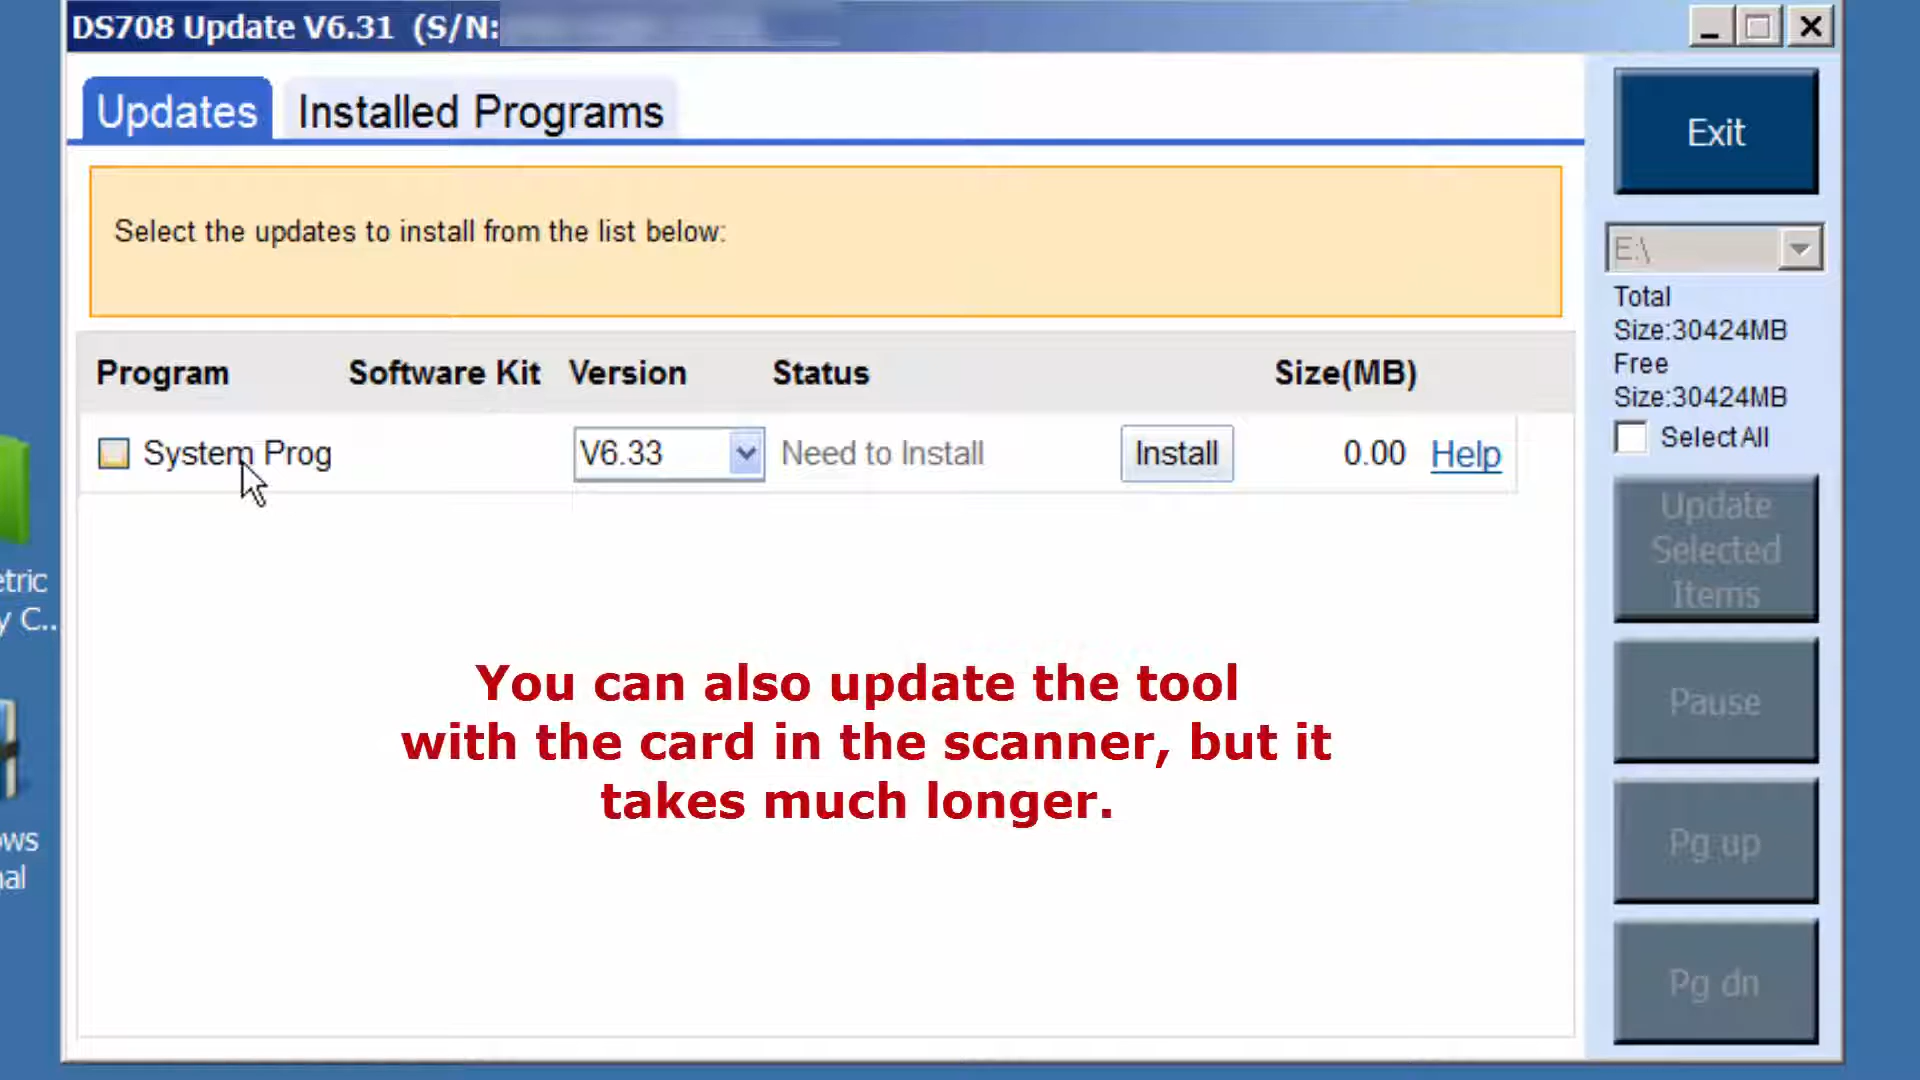 DS708 Update V6.31 (S/N:
Updates
Installed Programs
Exit
Select the updates to install from the list below:
E:\
Total
Size:30424MB
Free
Size:30424MB
Select All
Program Software Kit Version Status Size(MB)
System Prog V6.33 Need to Install Install 0.00 Help
Update
Selected
Items
Pause
Pg up
Pg dn
You can also update the tool
with the card in the scanner, but it
takes much longer.
etric
y C..
ows
nal